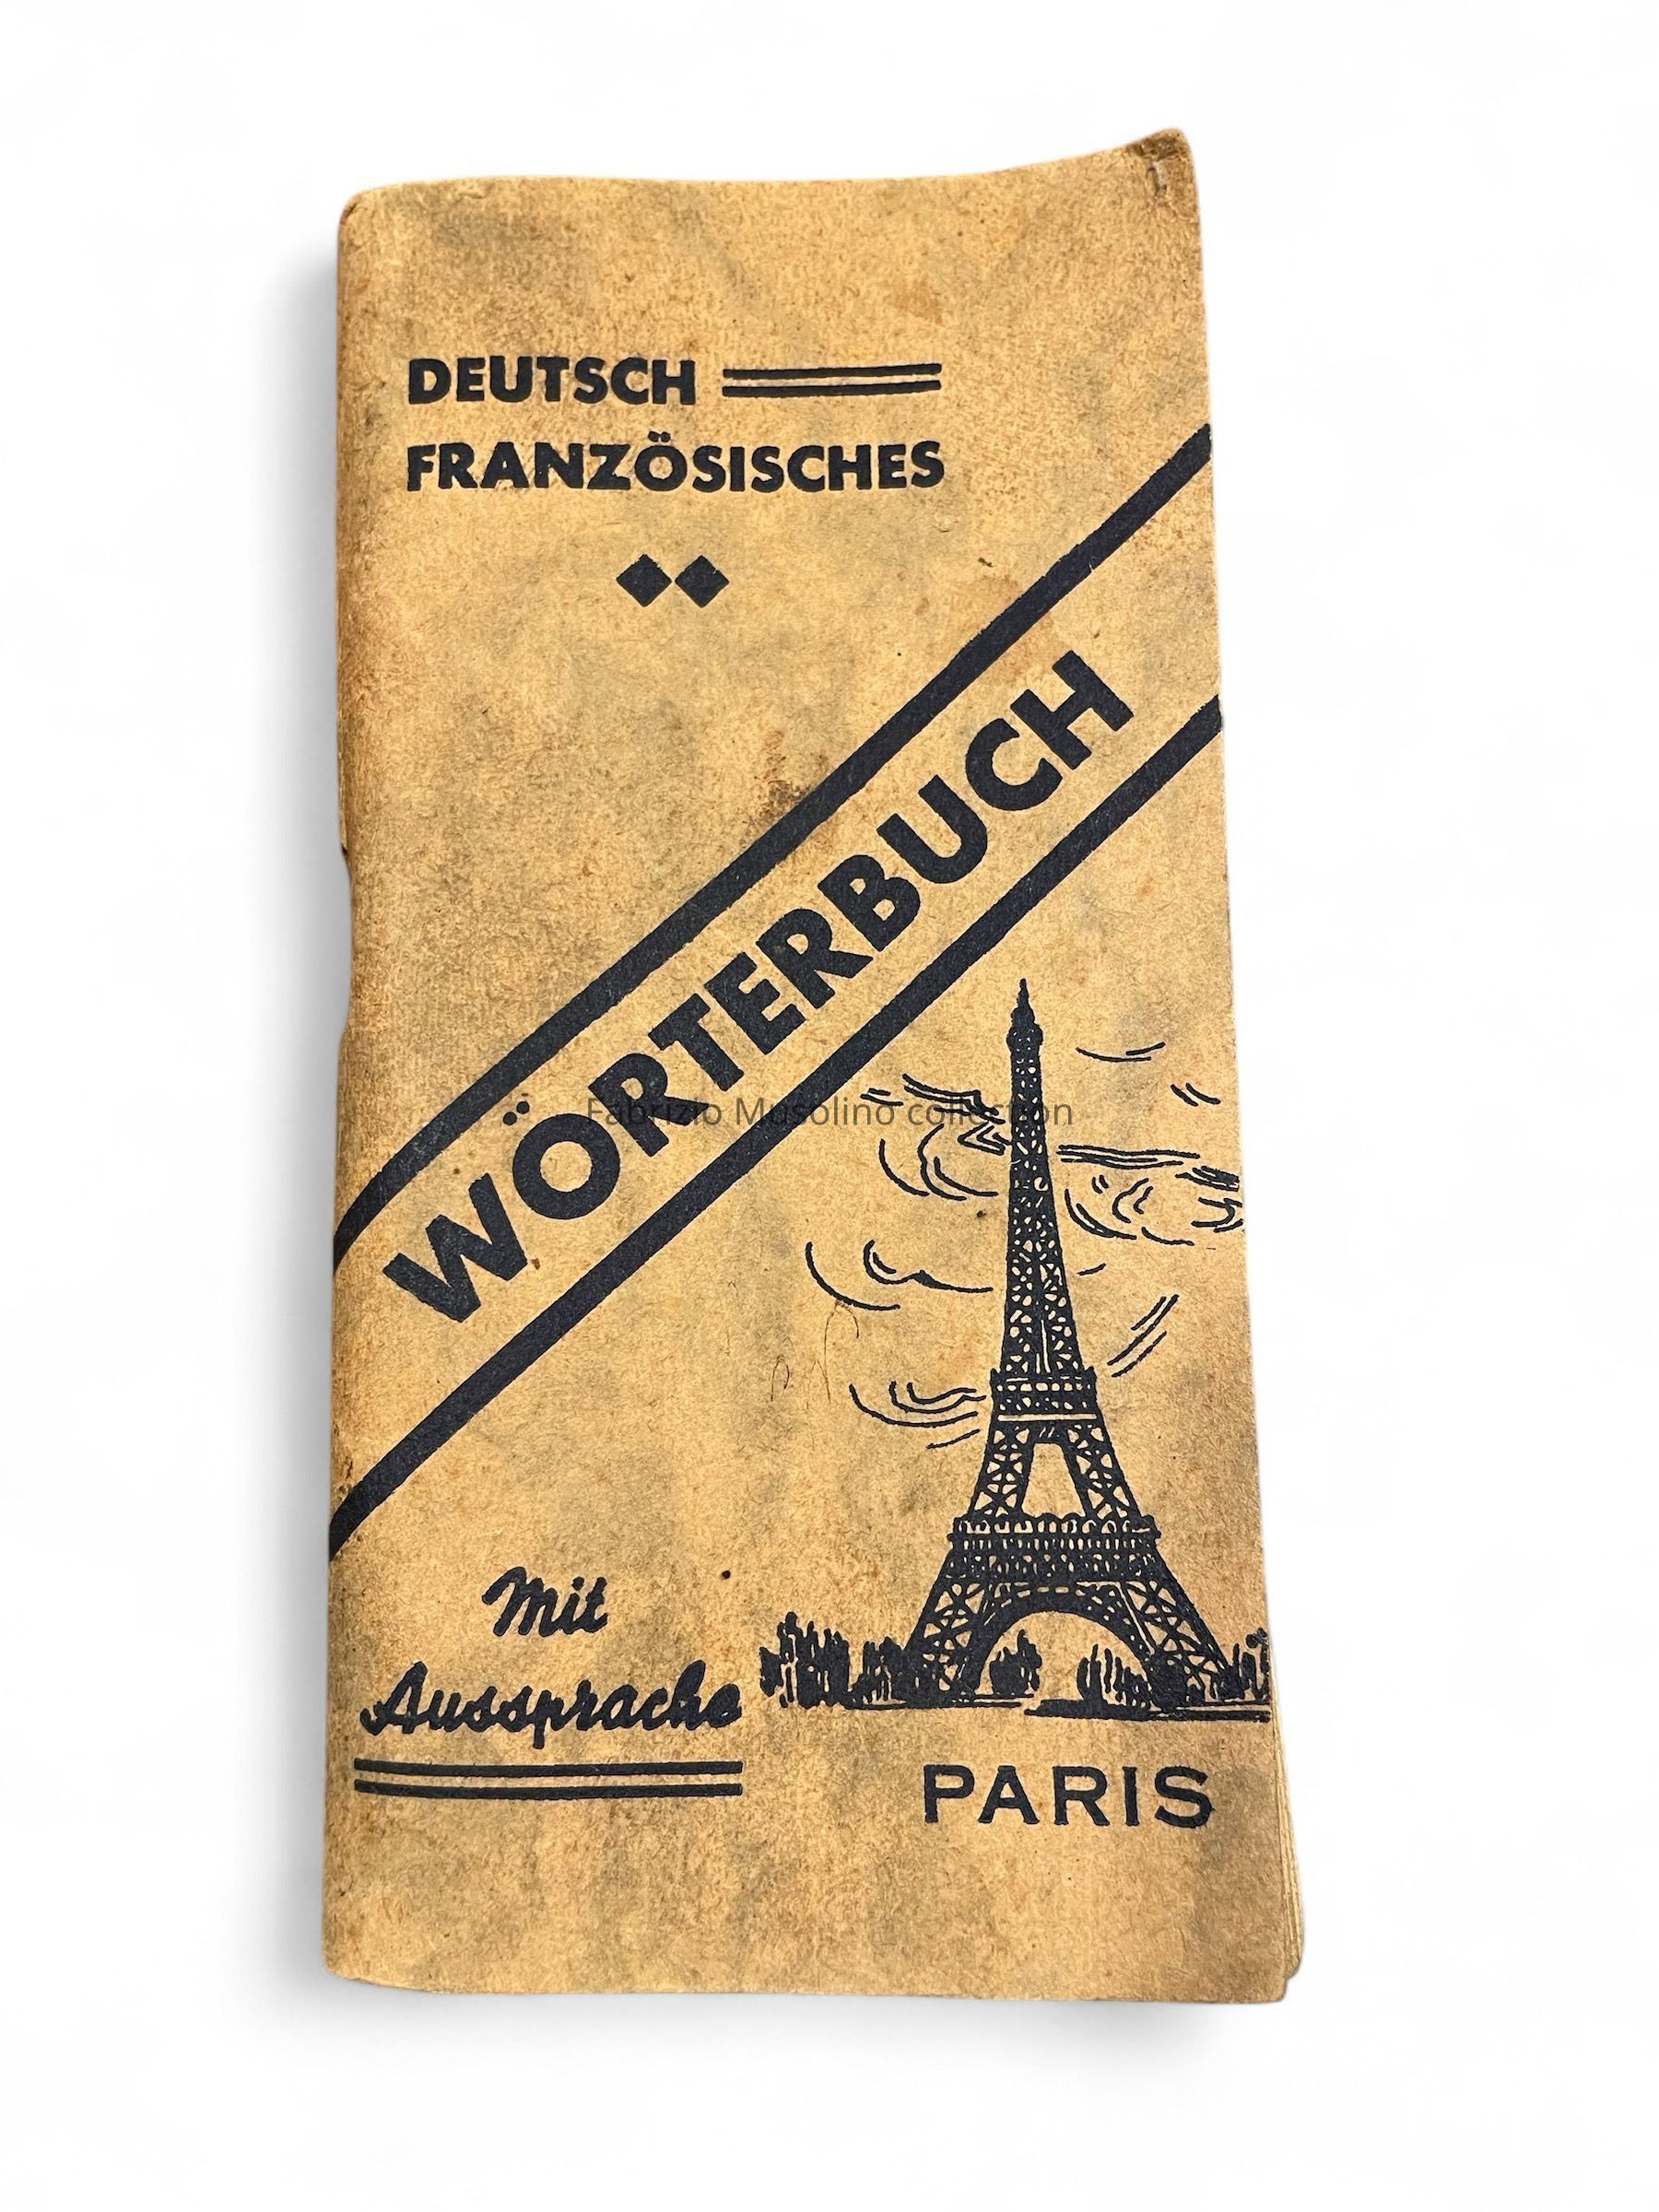 DEUTSCH
FRANZÖSISCHES
WÖRTERBUCH
Fabrizio Musolino collection
Mit
Aussprache
PARIS